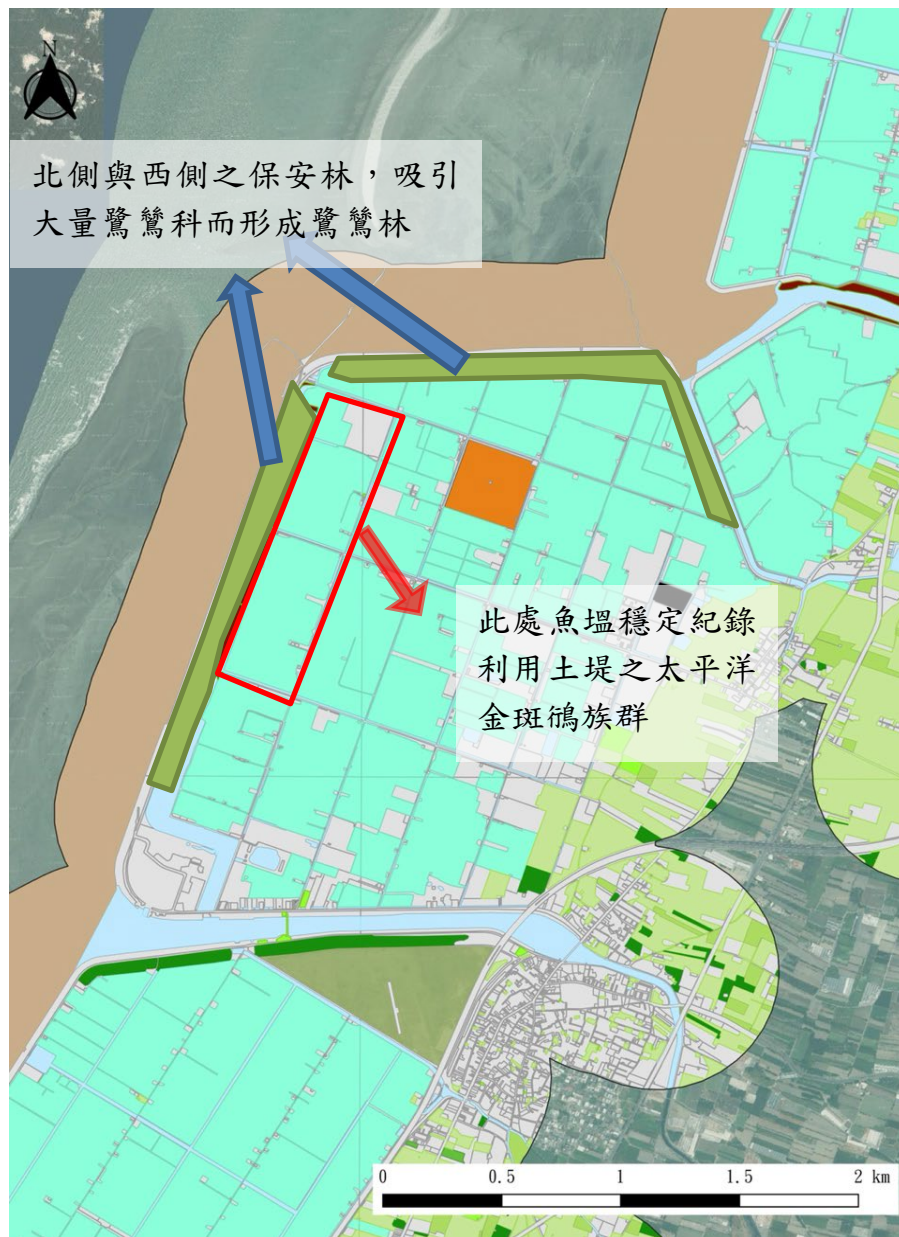 N
北側與西側之保安林，吸引
大量鷺鷥科而形成鷺鷥林
此處魚塭穩定紀錄
利用土堤之太平洋
金斑鴴族群
0 0.5 1 1.5 2 km